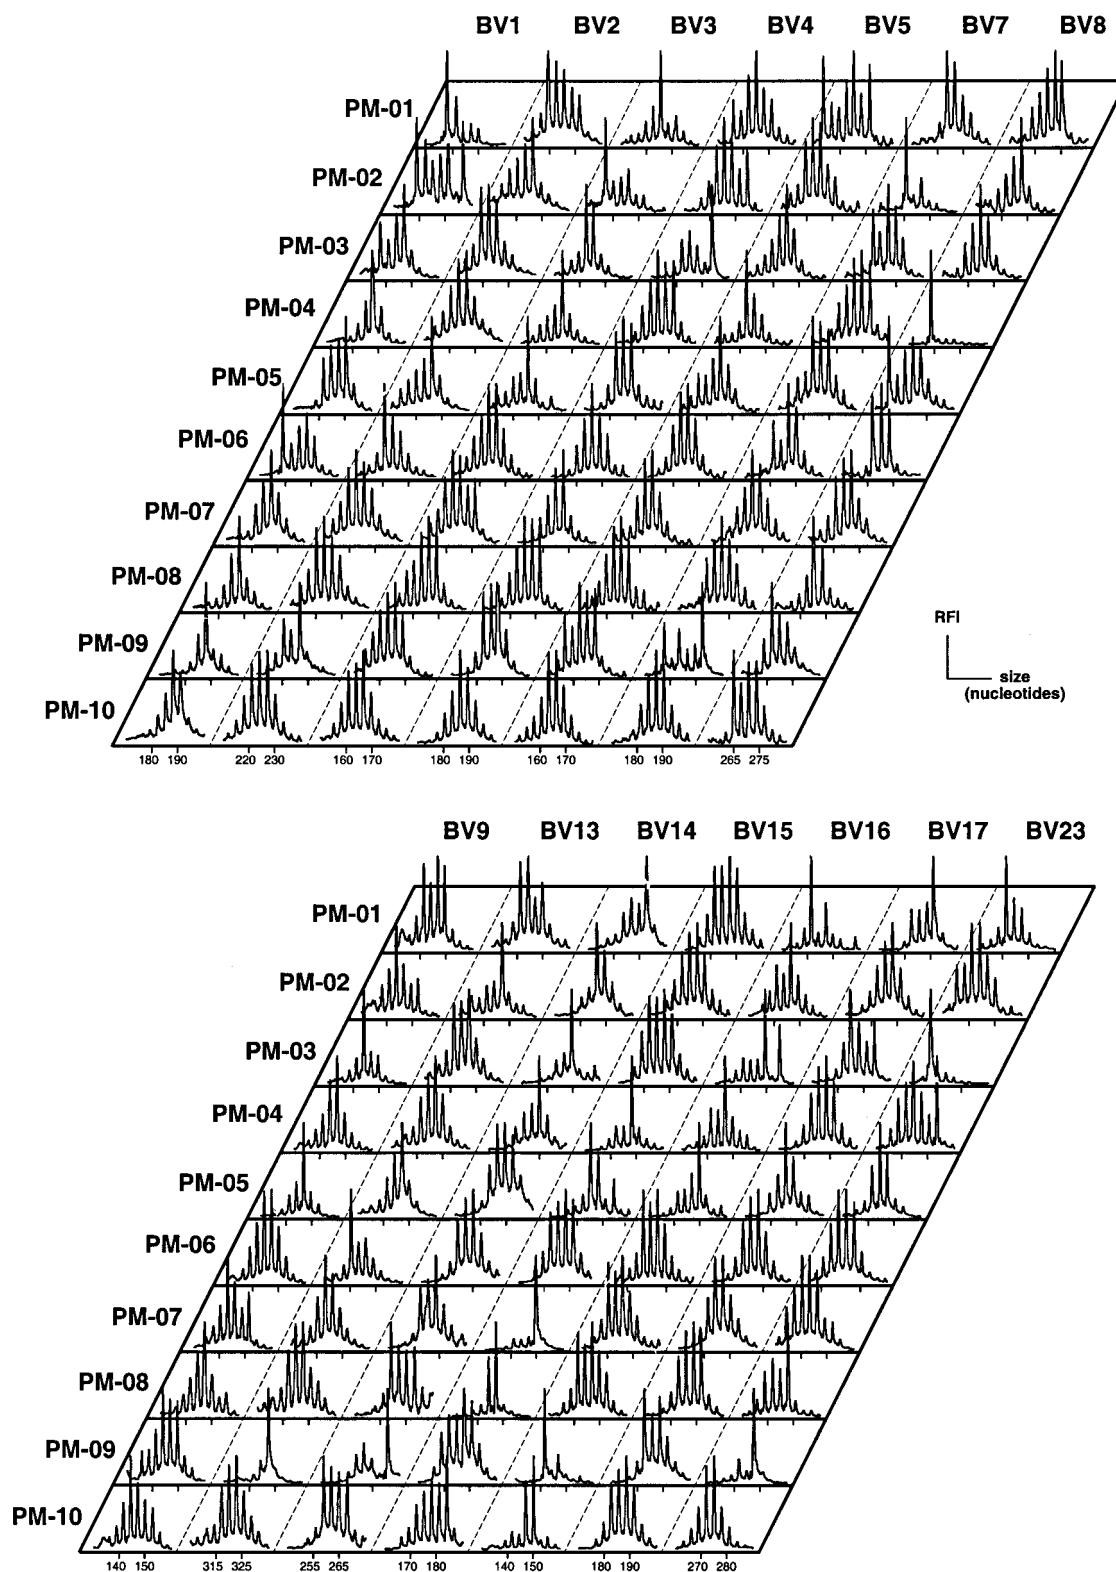 BV1 BV2 BV3 BV4 BV5 BV7 BV8
PM-01
PM-02
PM-03
PM-04
PM-05
PM-06
PM-07
PM-08
PM-09
PM-10
RFI
size
(nucleotides)
180 190 220 230 160 170 180 190 160 170 180 190 265 275
BV9 BV13 BV14 BV15 BV16 BV17 BV23
PM-01
PM-02
PM-03
PM-04
PM-05
PM-06
PM-07
PM-08
PM-09
PM-10
140 150 315 325 255 265 170 180 140 150 180 190 270 280